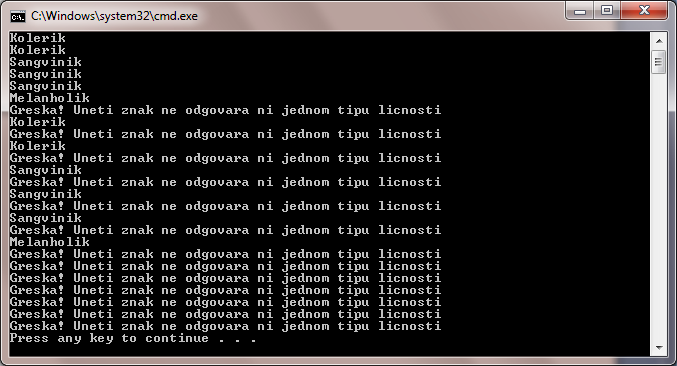 C:\Windows\system32\cmd.exe
Kolerik
Kolerik
Sangvinik
Sangvinik
Sangvinik
Melanholik
Greska! Uneti znak ne odgovara ni jednom tipu licnosti
Kolerik
Greska! Uneti znak ne odgovara ni jednom tipu licnosti
Kolerik
Greska! Uneti znak ne odgovara ni jednom tipu licnosti
Sangvinik
Greska! Uneti znak ne odgovara ni jednom tipu licnosti
Sangvinik
Greska! Uneti znak ne odgovara ni jednom tipu licnosti
Sangvinik
Greska! Uneti znak ne odgovara ni jednom tipu licnosti
Melanholik
Greska! Uneti znak ne odgovara ni jednom tipu licnosti
Greska! Uneti znak ne odgovara ni jednom tipu licnosti
Greska! Uneti znak ne odgovara ni jednom tipu licnosti
Greska! Uneti znak ne odgovara ni jednom tipu licnosti
Greska! Uneti znak ne odgovara ni jednom tipu licnosti
Greska! Uneti znak ne odgovara ni jednom tipu licnosti
Greska! Uneti znak ne odgovara ni jednom tipu licnosti
Press any key to continue . . .